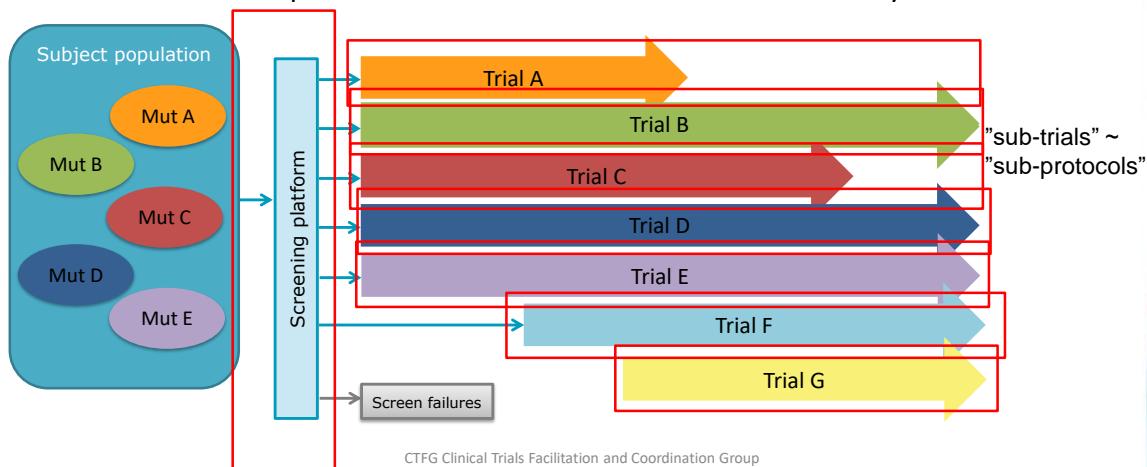 Subject population
Mut A
Mut B
Mut C
Mut D
Mut E
Screening platform
Trial A
Trial B
Trial C
Trial D
Trial E
Trial F
Trial G
Screen failures
”sub-trials” ~
”sub-protocols”
CTFG Clinical Trials Facilitation and Coordination Group